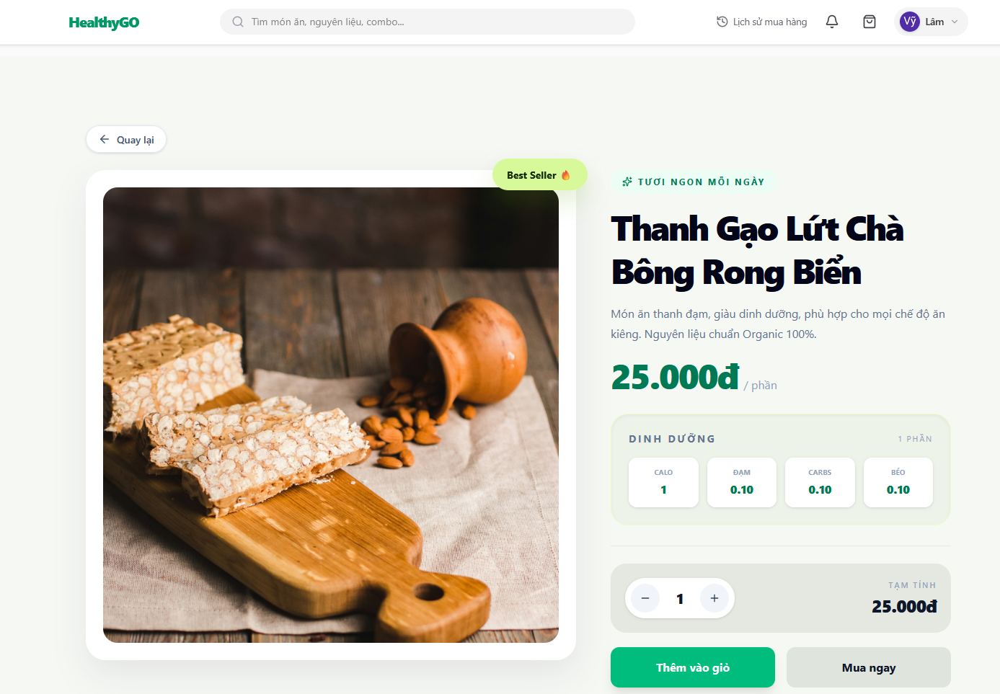 HealthyGO
Tìm món ăn, nguyên liệu, combo...
Lịch sử mua hàng
Vỹ
Lâm
Quay lại
Best Seller 🔥
TƯƠI NGON MỖI NGÀY
Thanh Gạo Lứt Chà
Bông Rong Biển
Món ăn thanh đạm, giàu dinh dưỡng, phù hợp cho mọi chế độ ăn
kiêng. Nguyên liệu chuẩn Organic 100%.
25.000đ / phần
DINH DƯỠNG
1 PHẦN
CALO
1
ĐẠM
0.10
CARBS
0.10
BÉO
0.10
1
TẠM TÍNH
25.000đ
Thêm vào giỏ
Mua ngay